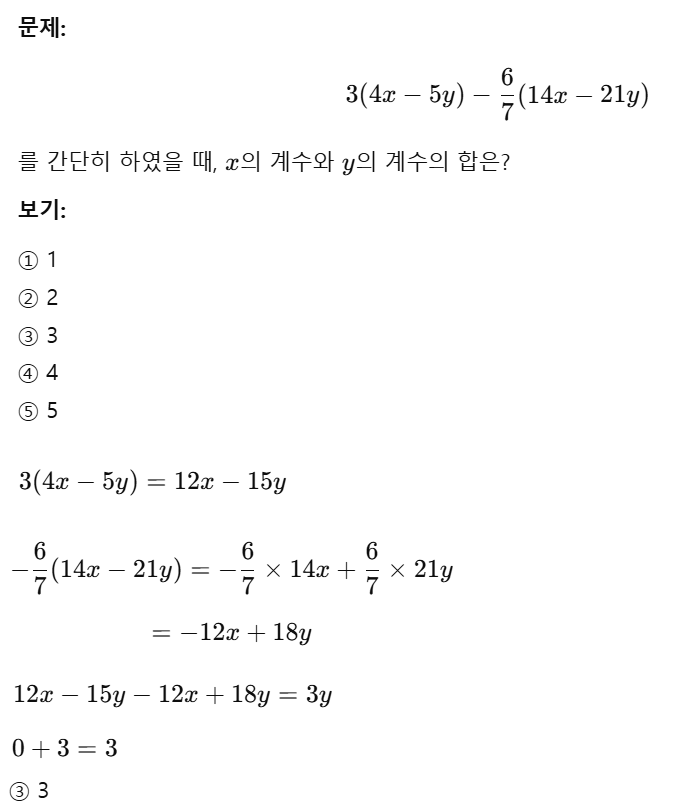 문제:
3(4x − 5y) − 6/7(14x − 21y)
를 간단히 하였을 때, x의 계수와 y의 계수의 합은?
보기:
① 1
② 2
③ 3
④ 4
⑤ 5
3(4x − 5y) = 12x − 15y
−6/7(14x − 21y) = −6/7 × 14x + 6/7 × 21y
= −12x + 18y
12x − 15y − 12x + 18y = 3y
0 + 3 = 3
③ 3